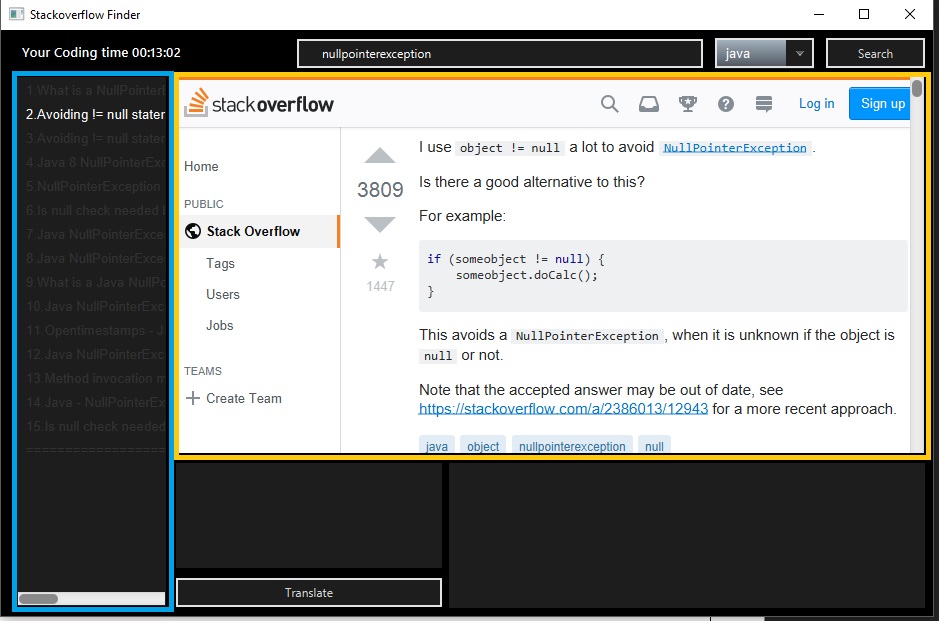 Stackoverflow Finder
Your Coding time 00:13:02
nullpointerexception
java
Search
1.What is a NullPointerE
2.Avoiding != null stater
3.Avoiding != null stater
4.Java 8 NullPointerExc
5.NullPointerException
6.Is null check needed
7.Java NullPointerExce
8.Java NullPointerExce
9.What is a Java NullPo
10.Java NullPointerExc
11.Opentimestamps - J
12.Java NullPointerExc
13.Method invocation m
14.Java - NullPointerEx
15.Is null check needed
==================
stackoverflow
Log in
Sign up
Home
PUBLIC
Stack Overflow
Tags
Users
Jobs
TEAMS
Create Team
3809
1447
I use object != null a lot to avoid NullPointerException .
Is there a good alternative to this?
For example:
if (someobject != null) {
someobject.doCalc();
}
This avoids a NullPointerException , when it is unknown if the object is
null or not.
Note that the accepted answer may be out of date, see
https://stackoverflow.com/a/2386013/12943 for a more recent approach.
java object nullpointerexception null
Translate